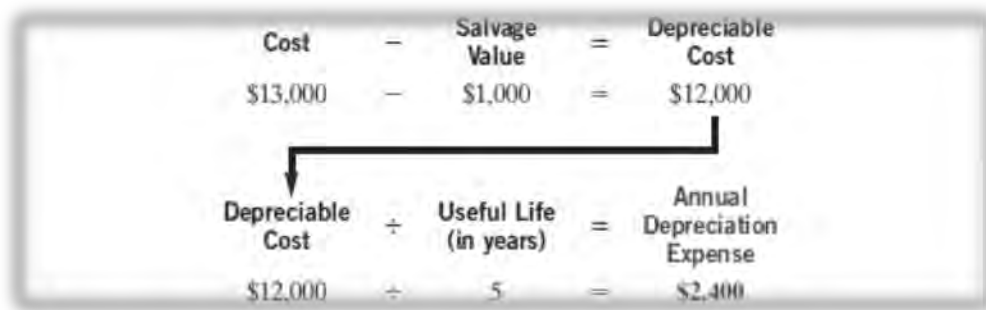 Cost − Salvage Value = Depreciable Cost
$13,000 − $1,000 = $12,000
Depreciable Cost ÷ Useful Life (in years) = Annual Depreciation Expense
$12,000 ÷ 5 = $2,400